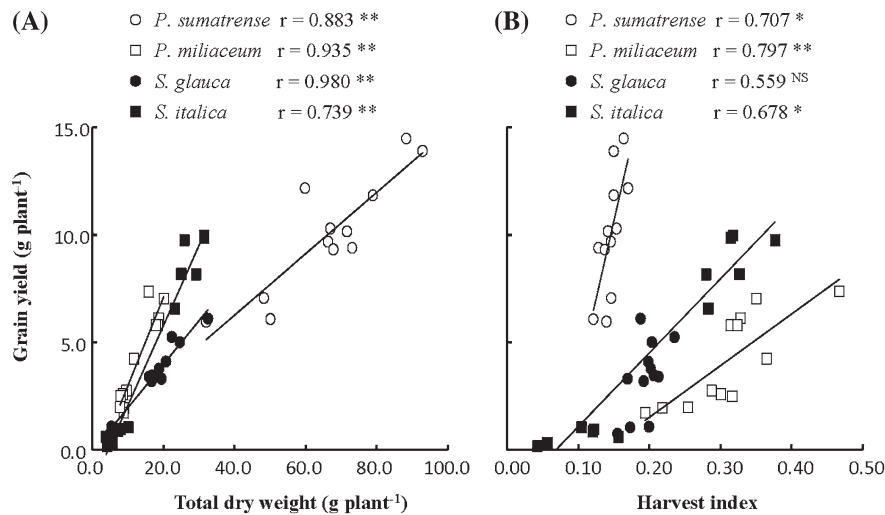 (A)
P. sumatrense r = 0.883 **
P. miliaceum r = 0.935 **
S. glauca r = 0.980 **
S. italica r = 0.739 **
(B)
P. sumatrense r = 0.707 *
P. miliaceum r = 0.797 **
S. glauca r = 0.559 NS
S. italica r = 0.678 *
Grain yield (g plant⁻¹)
15.0
10.0
5.0
0.0
0.0 20.0 40.0 60.0 80.0 100.0
Total dry weight (g plant⁻¹)
0.00 0.10 0.20 0.30 0.40 0.50
Harvest index